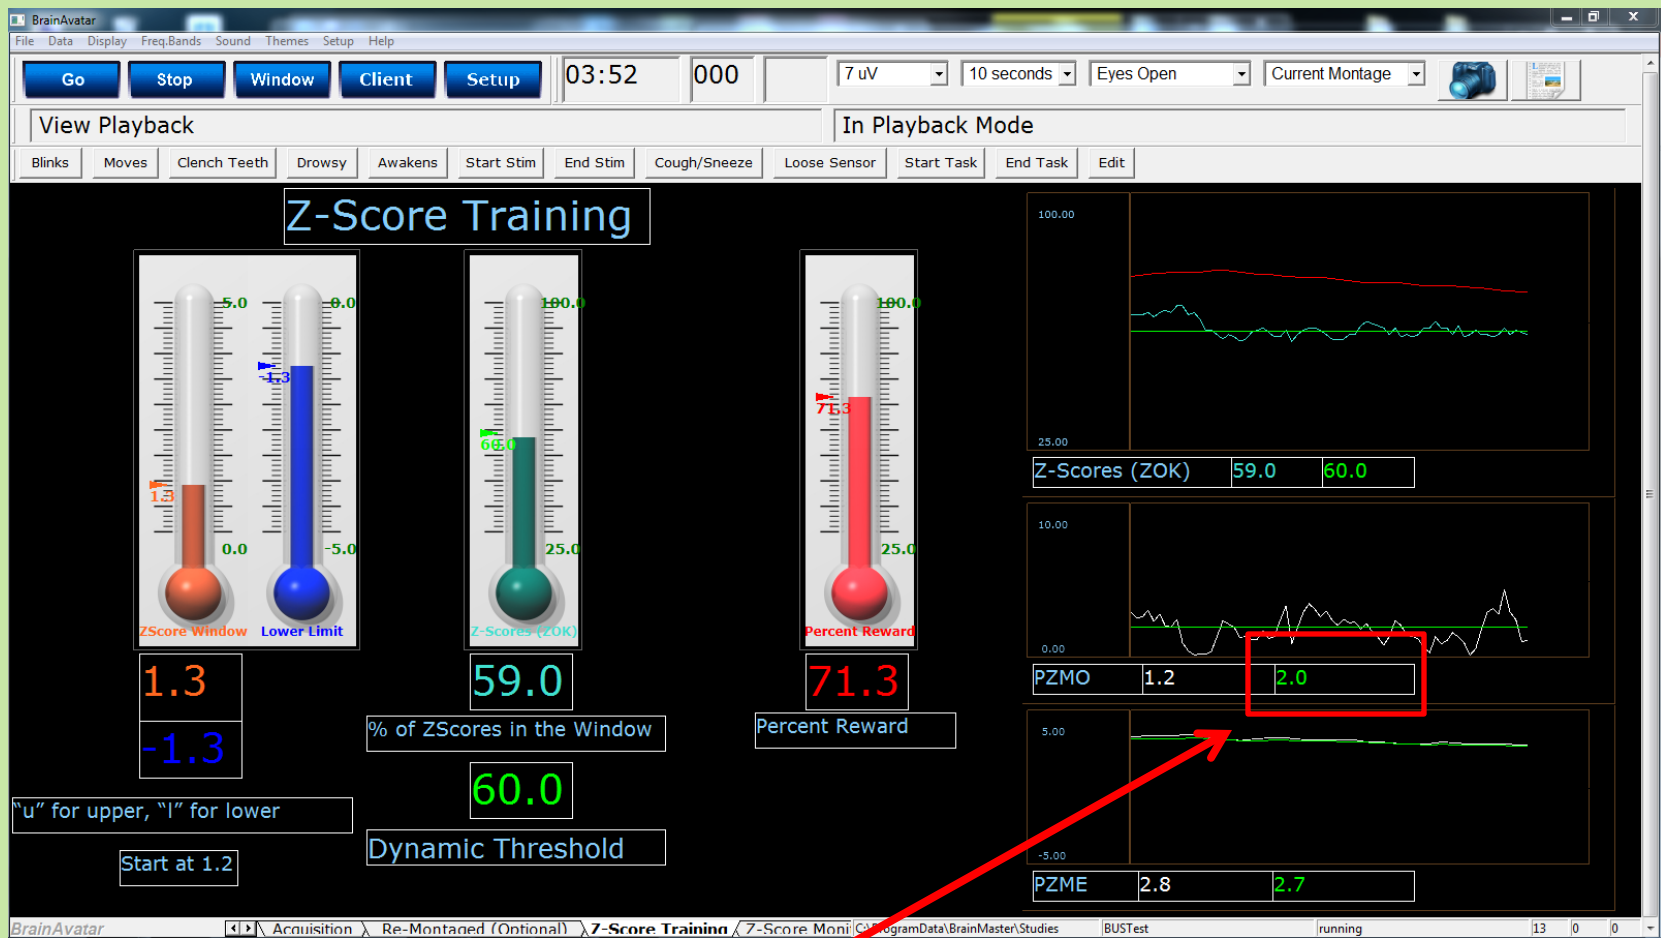 BrainAvatar
File Data Display Freq.Bands Sound Themes Setup Help
Go Stop Window Client Setup 03:52 000 7 uV 10 seconds Eyes Open Current Montage
View Playback In Playback Mode
Blinks Moves Clench Teeth Drowsy Awakens Start Stim End Stim Cough/Sneeze Loose Sensor Start Task End Task Edit
Z-Score Training
5.0 0.0 100.0 100.0
-1.3
71.3
60.0
1.3
0.0 -5.0 25.0 25.0
ZScore Window Lower Limit Z-Scores (ZOK) Percent Reward
1.3 59.0 71.3
-1.3
% of ZScores in the Window
Percent Reward
60.0
"u" for upper, "l" for lower
Dynamic Threshold
Start at 1.2
100.00
25.00
Z-Scores (ZOK) 59.0 60.0
10.00
0.00
PZMO 1.2 2.0
5.00
-5.00
PZME 2.8 2.7
BrainAvatar Acquisition Re-Montaged (Optional) Z-Score Training Z-Score Moni C:\ProgramData\BrainMaster\Studies BUSTest running 13 0 0